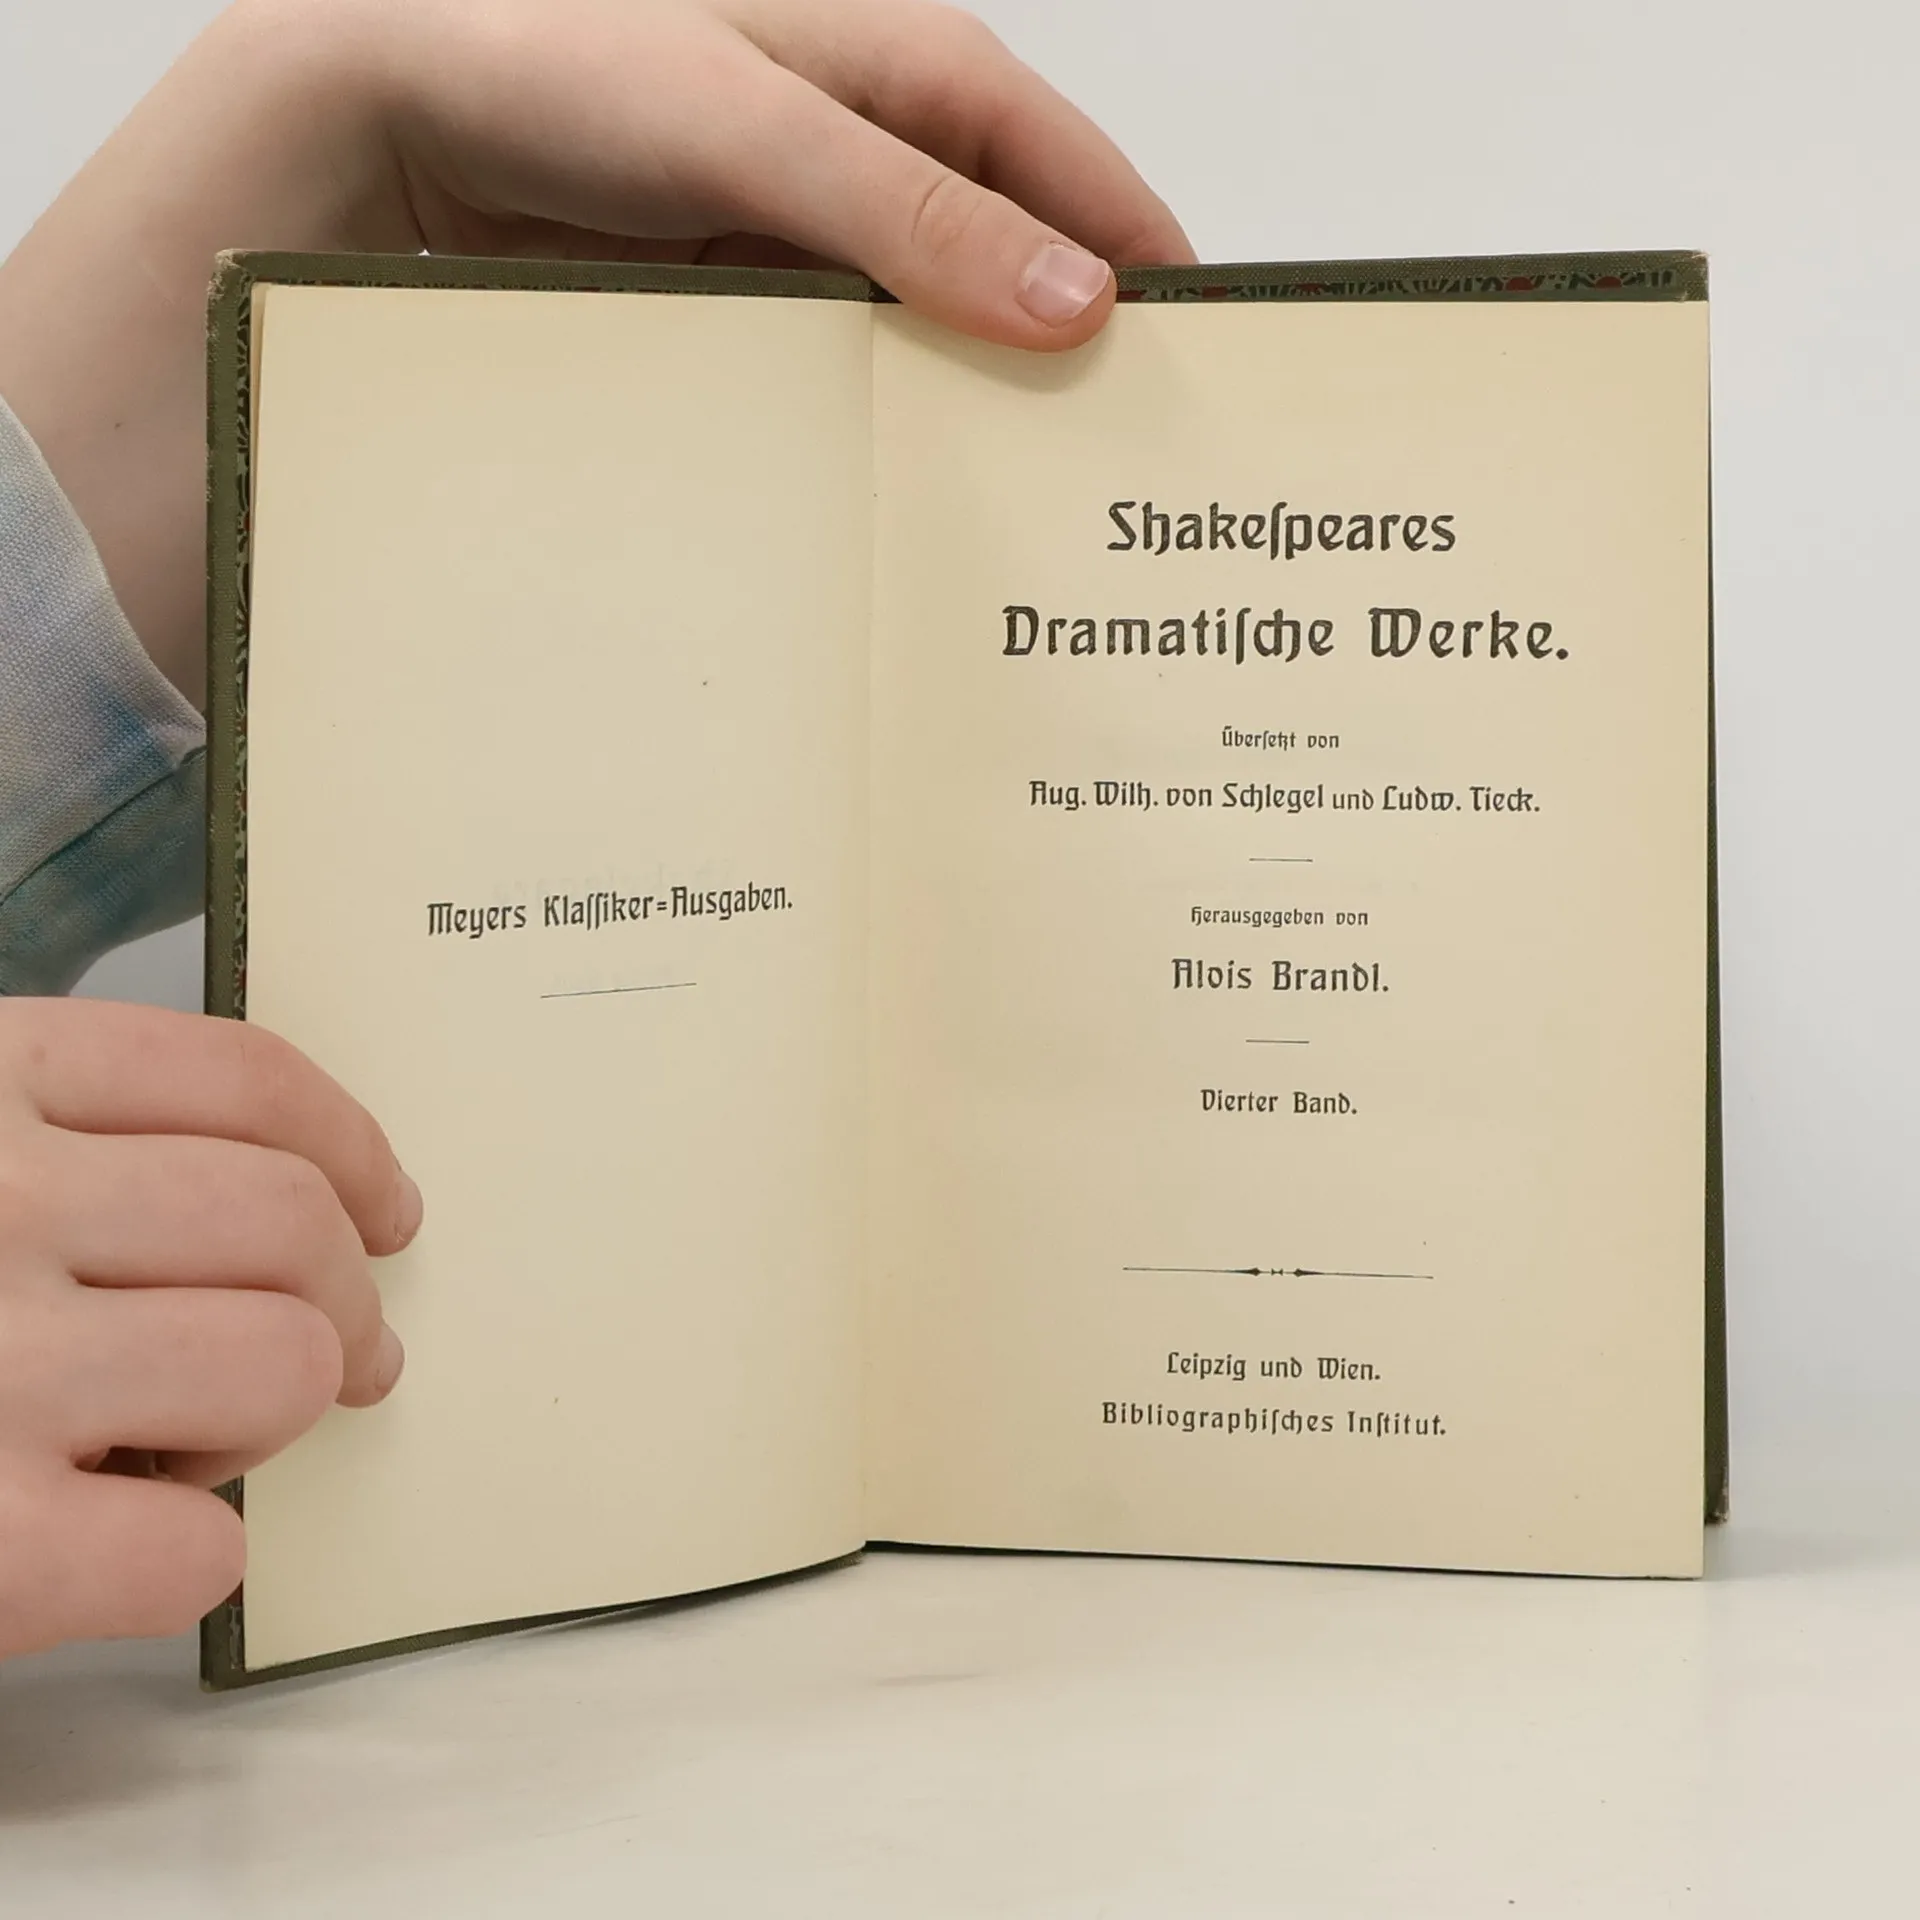 Meyers Klaſſiker=Ausgaben.
Shakeſpeares
Dramatiſche Werke.
Überſetzt von
Aug. Wilh. von Schlegel und Ludw. Tieck.
Herausgegeben von
Alois Brandl.
Vierter Band.
Leipzig und Wien.
Bibliographiſches Inſtitut.